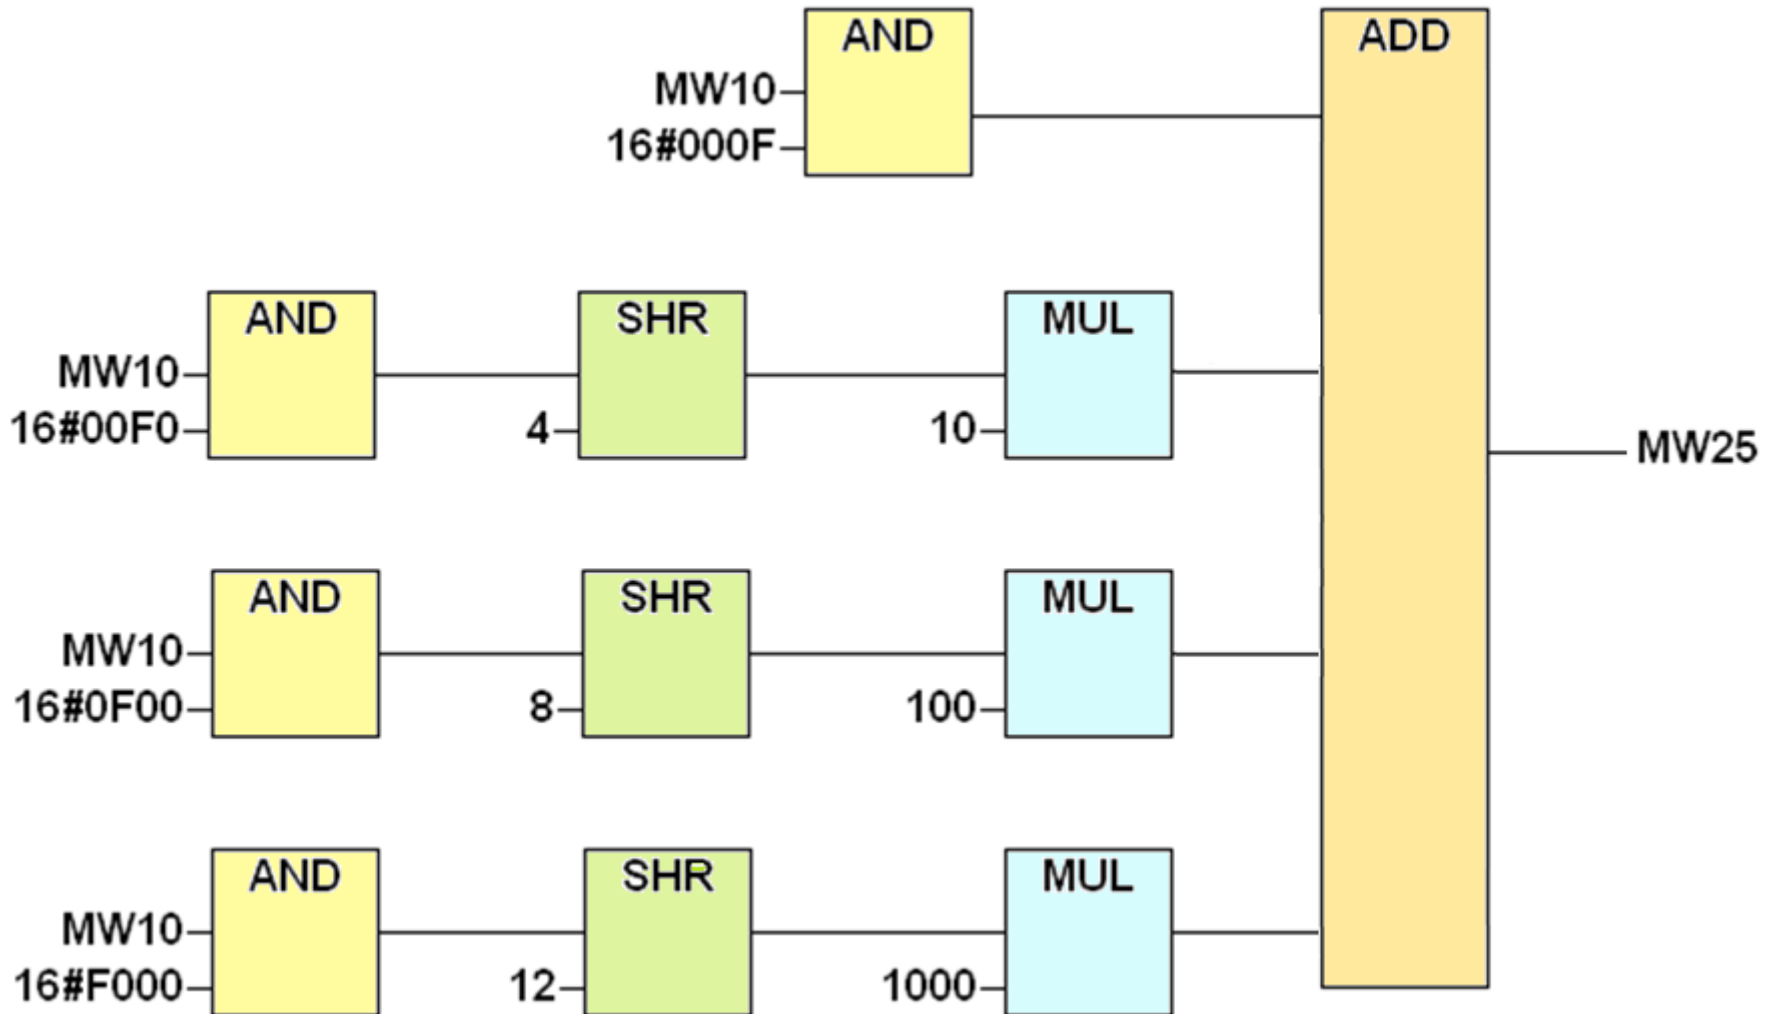 AND
ADD
MW10
16#000F
AND
SHR
MUL
MW10
16#00F0
4
10
MW25
AND
SHR
MUL
MW10
16#0F00
8
100
AND
SHR
MUL
MW10
16#F000
12
1000